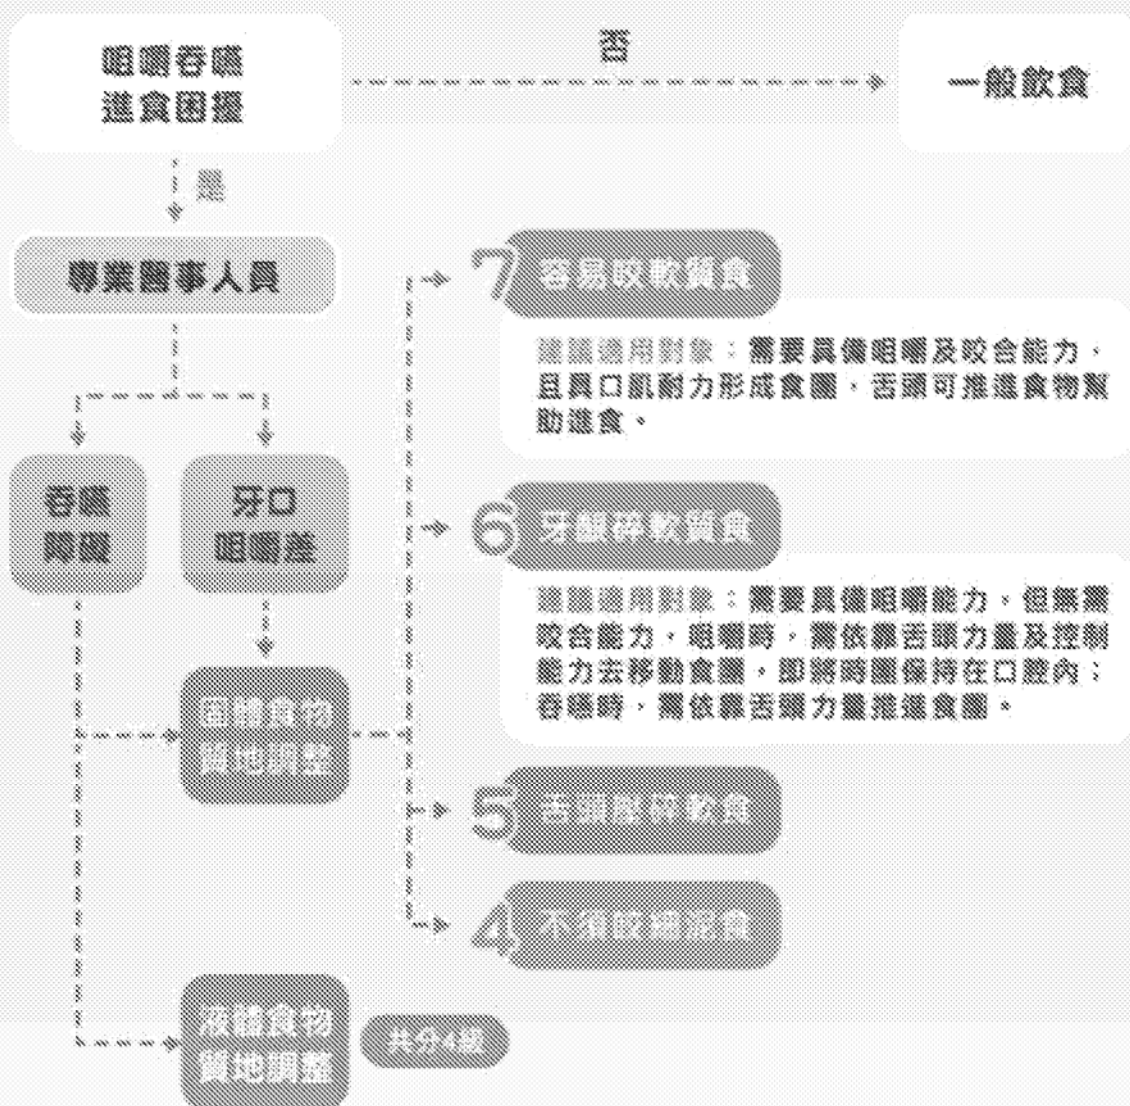 咀嚼吞嚥
進食困擾
否
一般飲食
是
專業醫事人員
吞嚥
障礙
牙口
咀嚼差
固體食物
質地調整
液體食物
質地調整
共分4級
7 容易咬軟質食
建議適用對象：需要具備咀嚼及咬合能力，
且具口肌耐力形成食團，舌頭可推進食物幫
助進食。
6 牙齦碎軟質食
建議適用對象：需要具備咀嚼能力，但無需
咬合能力，咀嚼時，需依靠舌頭力量及控制
能力去移動食團，即將時團保持在口腔內；
吞嚥時，需依靠舌頭力量推進食團。
5 舌頭壓碎軟食
4 不須咬細泥食